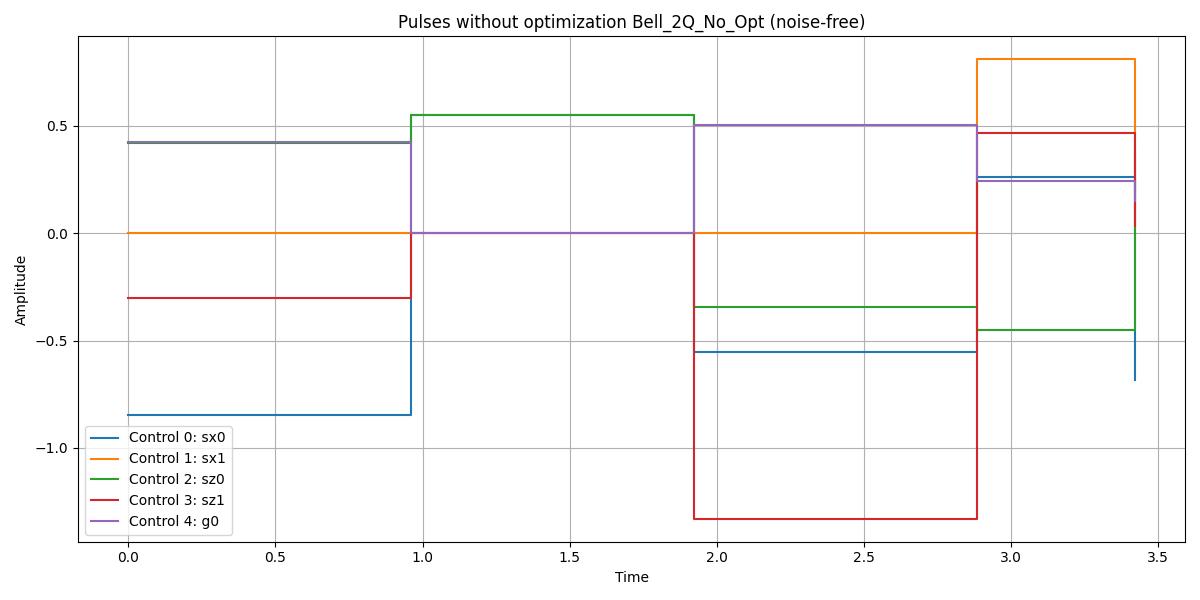 Pulses without optimization Bell_2Q_No_Opt (noise-free)
Amplitude
0.5
0.0
−0.5
−1.0
Control 0: sx0
Control 1: sx1
Control 2: sz0
Control 3: sz1
Control 4: g0
0.0 0.5 1.0 1.5 2.0 2.5 3.0 3.5
Time